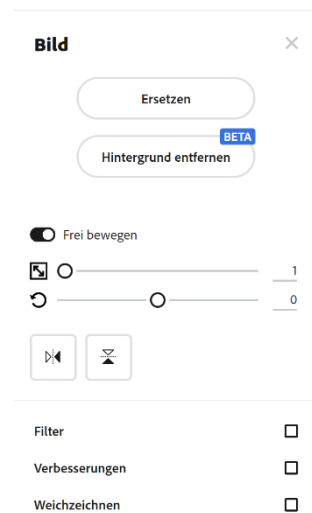 Bild
Ersetzen
BETA
Hintergrund entfernen
Frei bewegen
1
0
Filter
Verbesserungen
Weichzeichnen